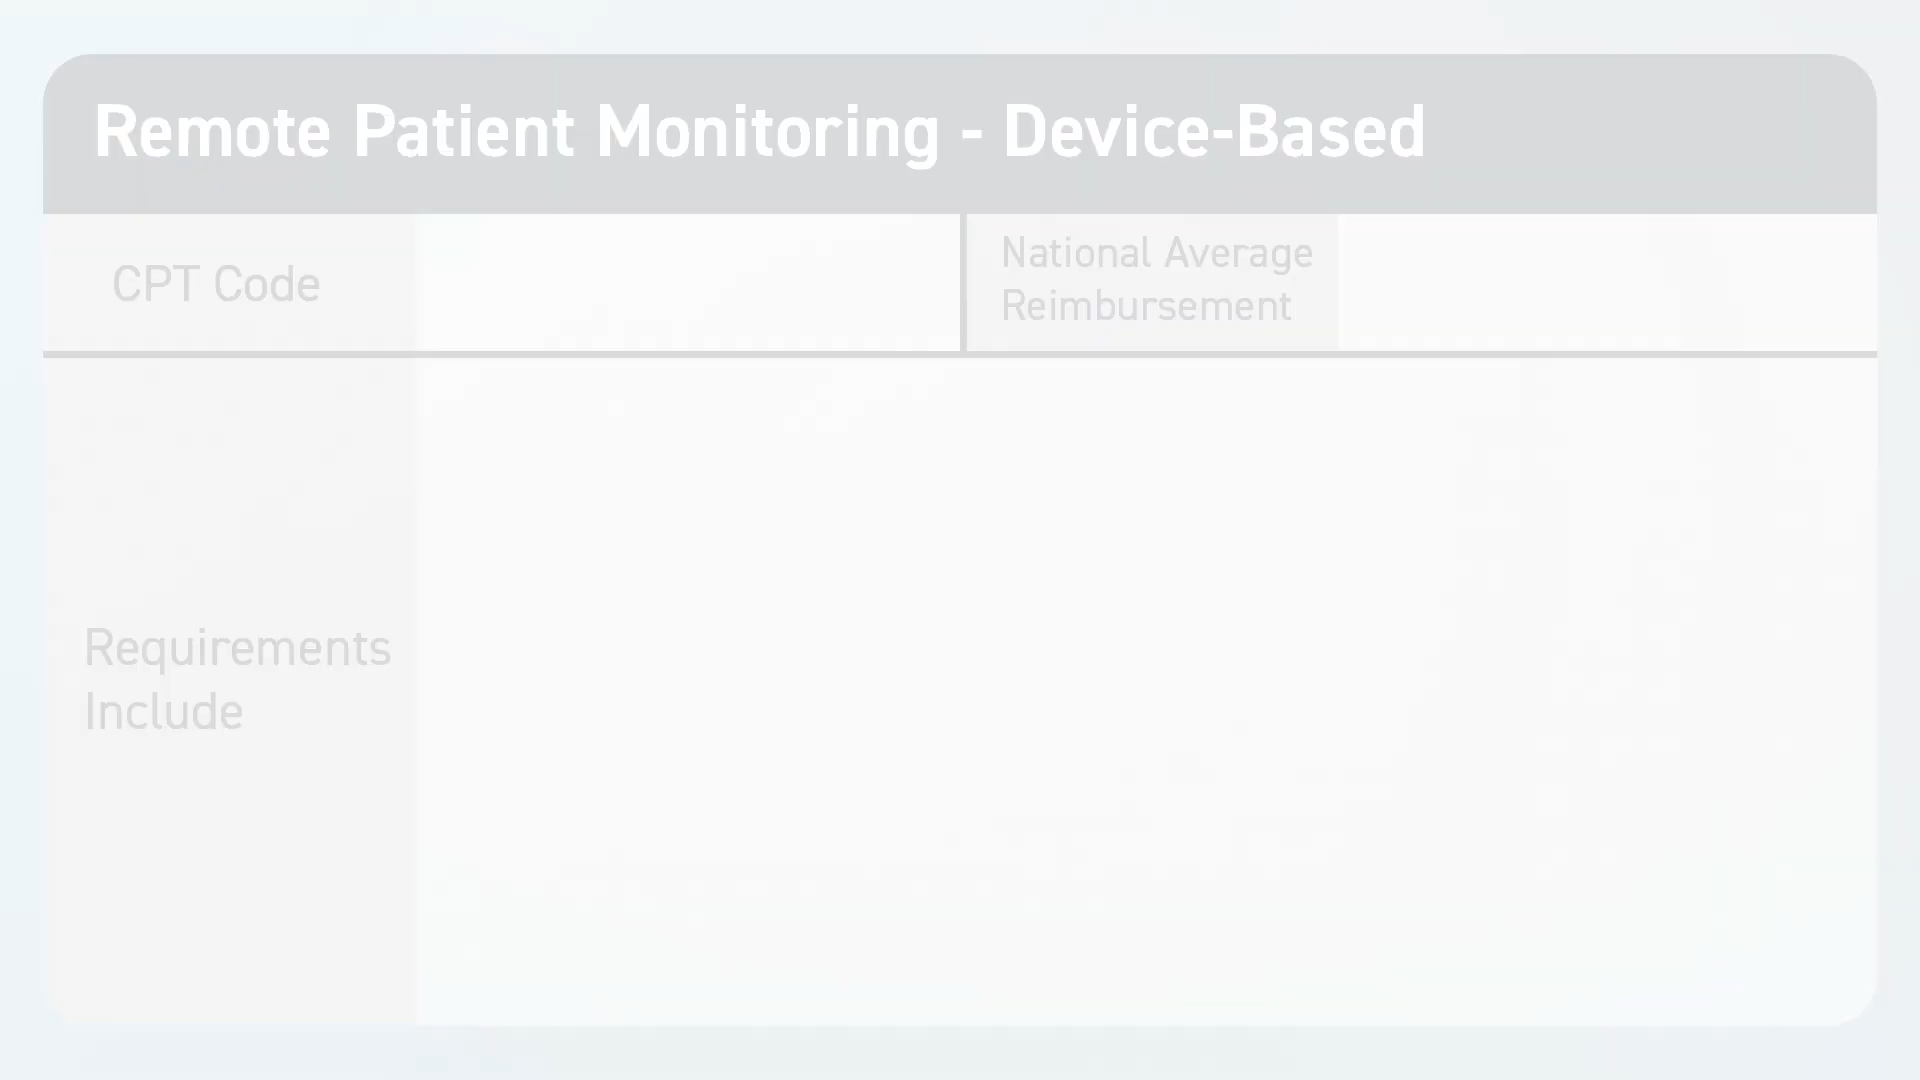 Remote Patient Monitoring - Device-Based
CPT Code
National Average
Reimbursement
Requirements
Include